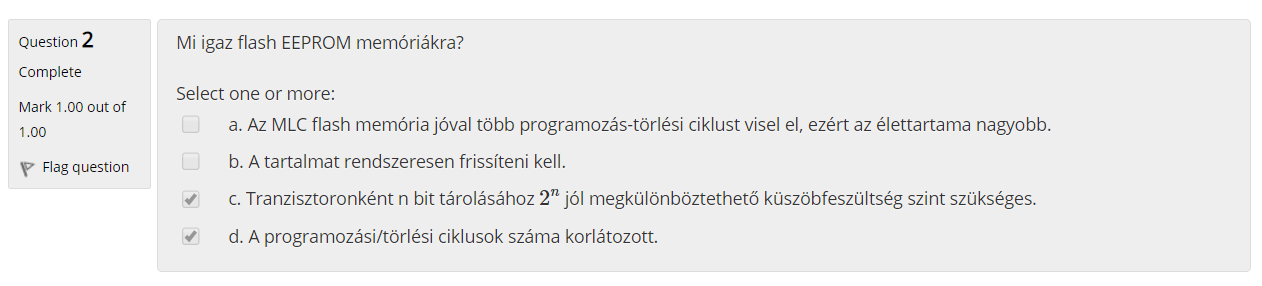 Question 2
Complete
Mark 1.00 out of
1.00
Flag question
Mi igaz flash EEPROM memóriákra?
Select one or more:
a. Az MLC flash memória jóval több programozás-törlési ciklust visel el, ezért az élettartama nagyobb.
b. A tartalmat rendszeresen frissíteni kell.
c. Tranzisztoronként n bit tárolásához 2ⁿ jól megkülönböztethető küszöbfeszültség szint szükséges.
d. A programozási/törlési ciklusok száma korlátozott.